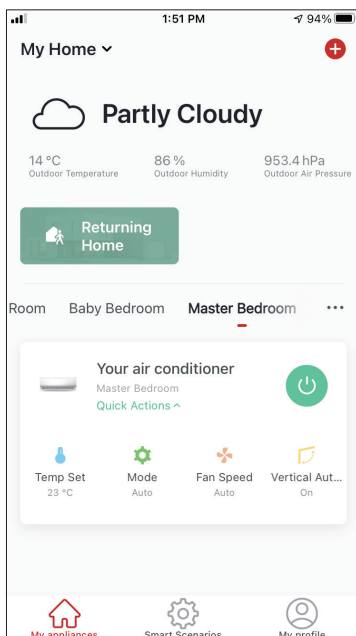 1:51 PM
94%
My Home
Partly Cloudy
14 °C
86 %
953.4 hPa
Outdoor Temperature
Outdoor Humidity
Outdoor Air Pressure
Returning
Home
Room
Baby Bedroom
Master Bedroom
Your air conditioner
Master Bedroom
Quick Actions
Temp Set
Mode
Fan Speed
Vertical Aut...
23 °C
Auto
Auto
On
My appliances
Smart Scenarios
My profile